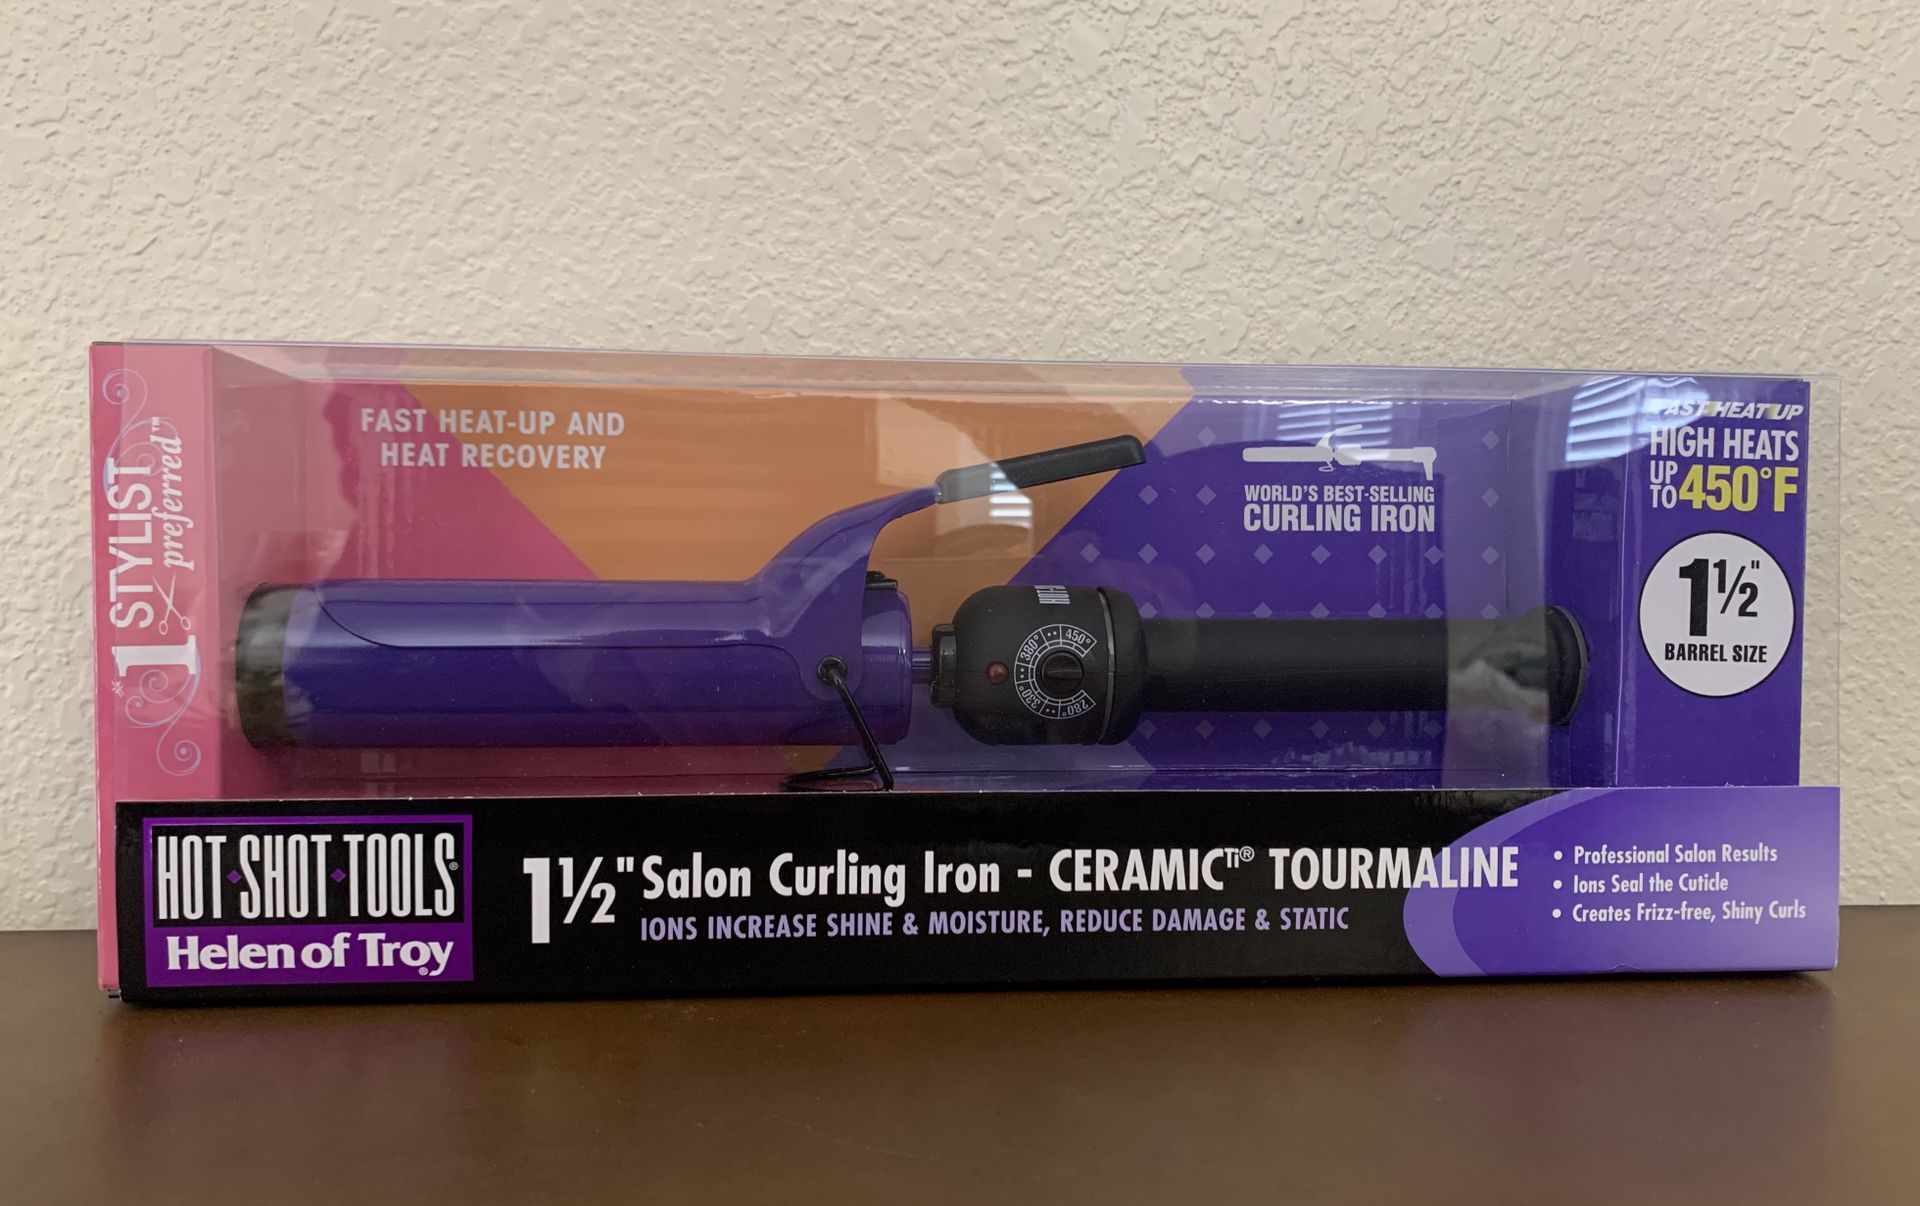 #1 STYLIST
preferred™
FAST HEAT-UP AND
HEAT RECOVERY
WORLD'S BEST-SELLING
CURLING IRON
FAST HEAT UP
HIGH HEATS
UP
TO 450°F
1½"
BARREL SIZE
450°
380°
330°
280°
HOT·SHOT·TOOLS®
Helen of Troy®
1½" Salon Curling Iron - CERAMIC Ti® TOURMALINE
IONS INCREASE SHINE & MOISTURE, REDUCE DAMAGE & STATIC
• Professional Salon Results
• Ions Seal the Cuticle
• Creates Frizz-free, Shiny Curls